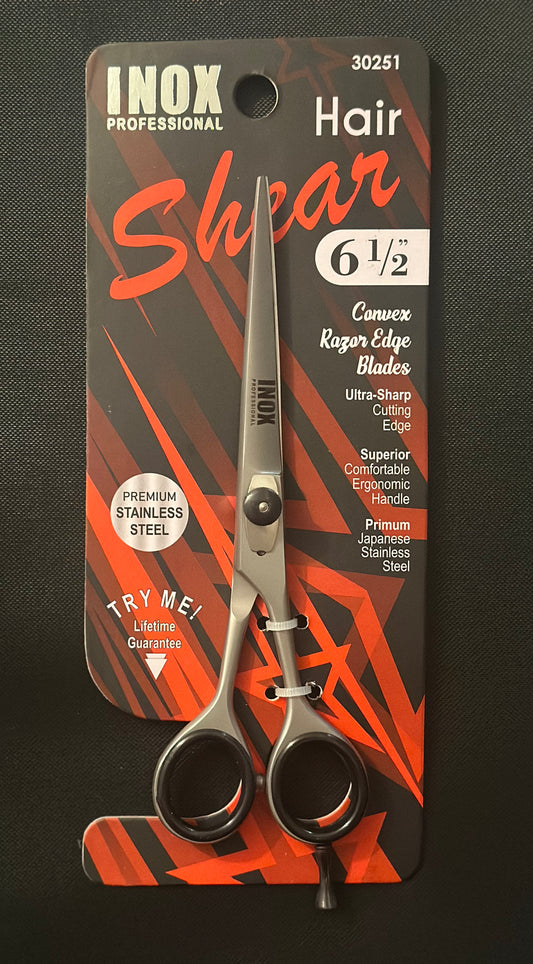 INOX
PROFESSIONAL
30251
Hair
Shear
6 1/2"
Convex
Razor Edge
Blades
Ultra-Sharp
Cutting
Edge
Superior
Comfortable
Ergonomic
Handle
Primum
Japanese
Stainless
Steel
INOX
PROFESSIONAL
PREMIUM
STAINLESS
STEEL
TRY ME!
Lifetime
Guarantee